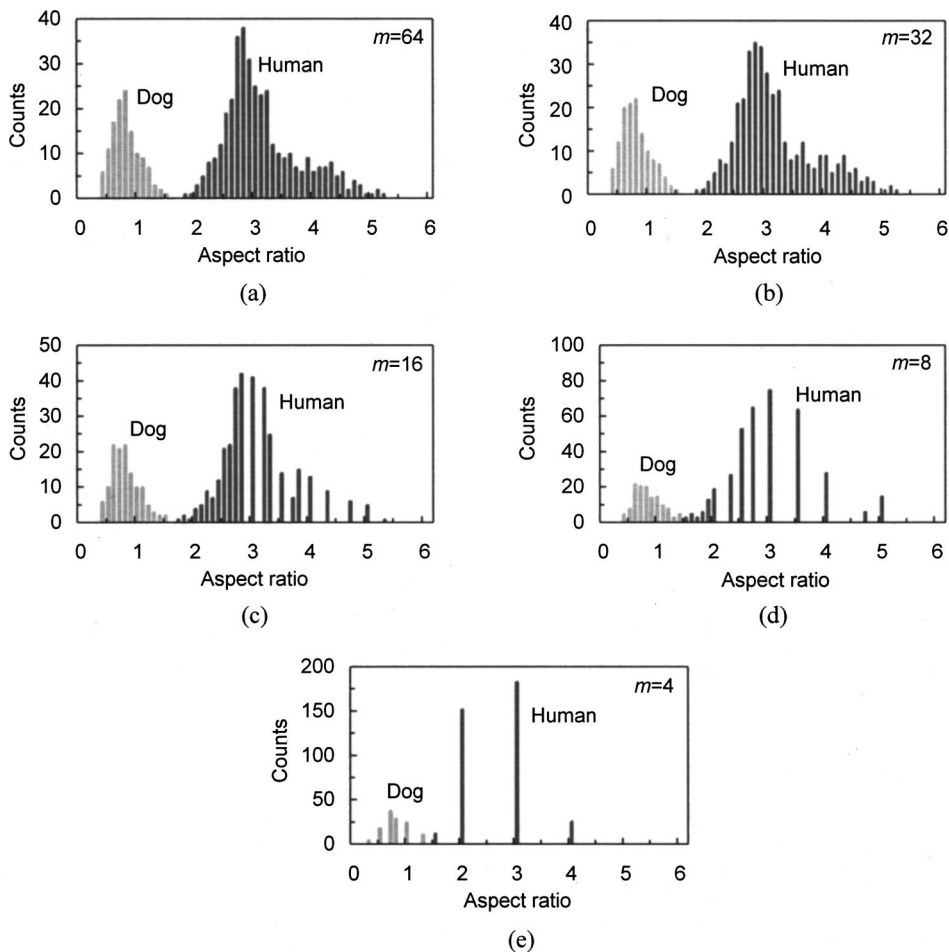 40
30
20
10
0
Counts
m=64
Dog
Human
0 1 2 3 4 5 6
Aspect ratio
(a)
40
30
20
10
0
Counts
m=32
Dog
Human
0 1 2 3 4 5 6
Aspect ratio
(b)
50
40
30
20
10
0
Counts
m=16
Dog
Human
0 1 2 3 4 5 6
Aspect ratio
(c)
100
80
60
40
20
0
Counts
m=8
Dog
Human
0 1 2 3 4 5 6
Aspect ratio
(d)
200
150
100
50
0
Counts
m=4
Dog
Human
0 1 2 3 4 5 6
Aspect ratio
(e)